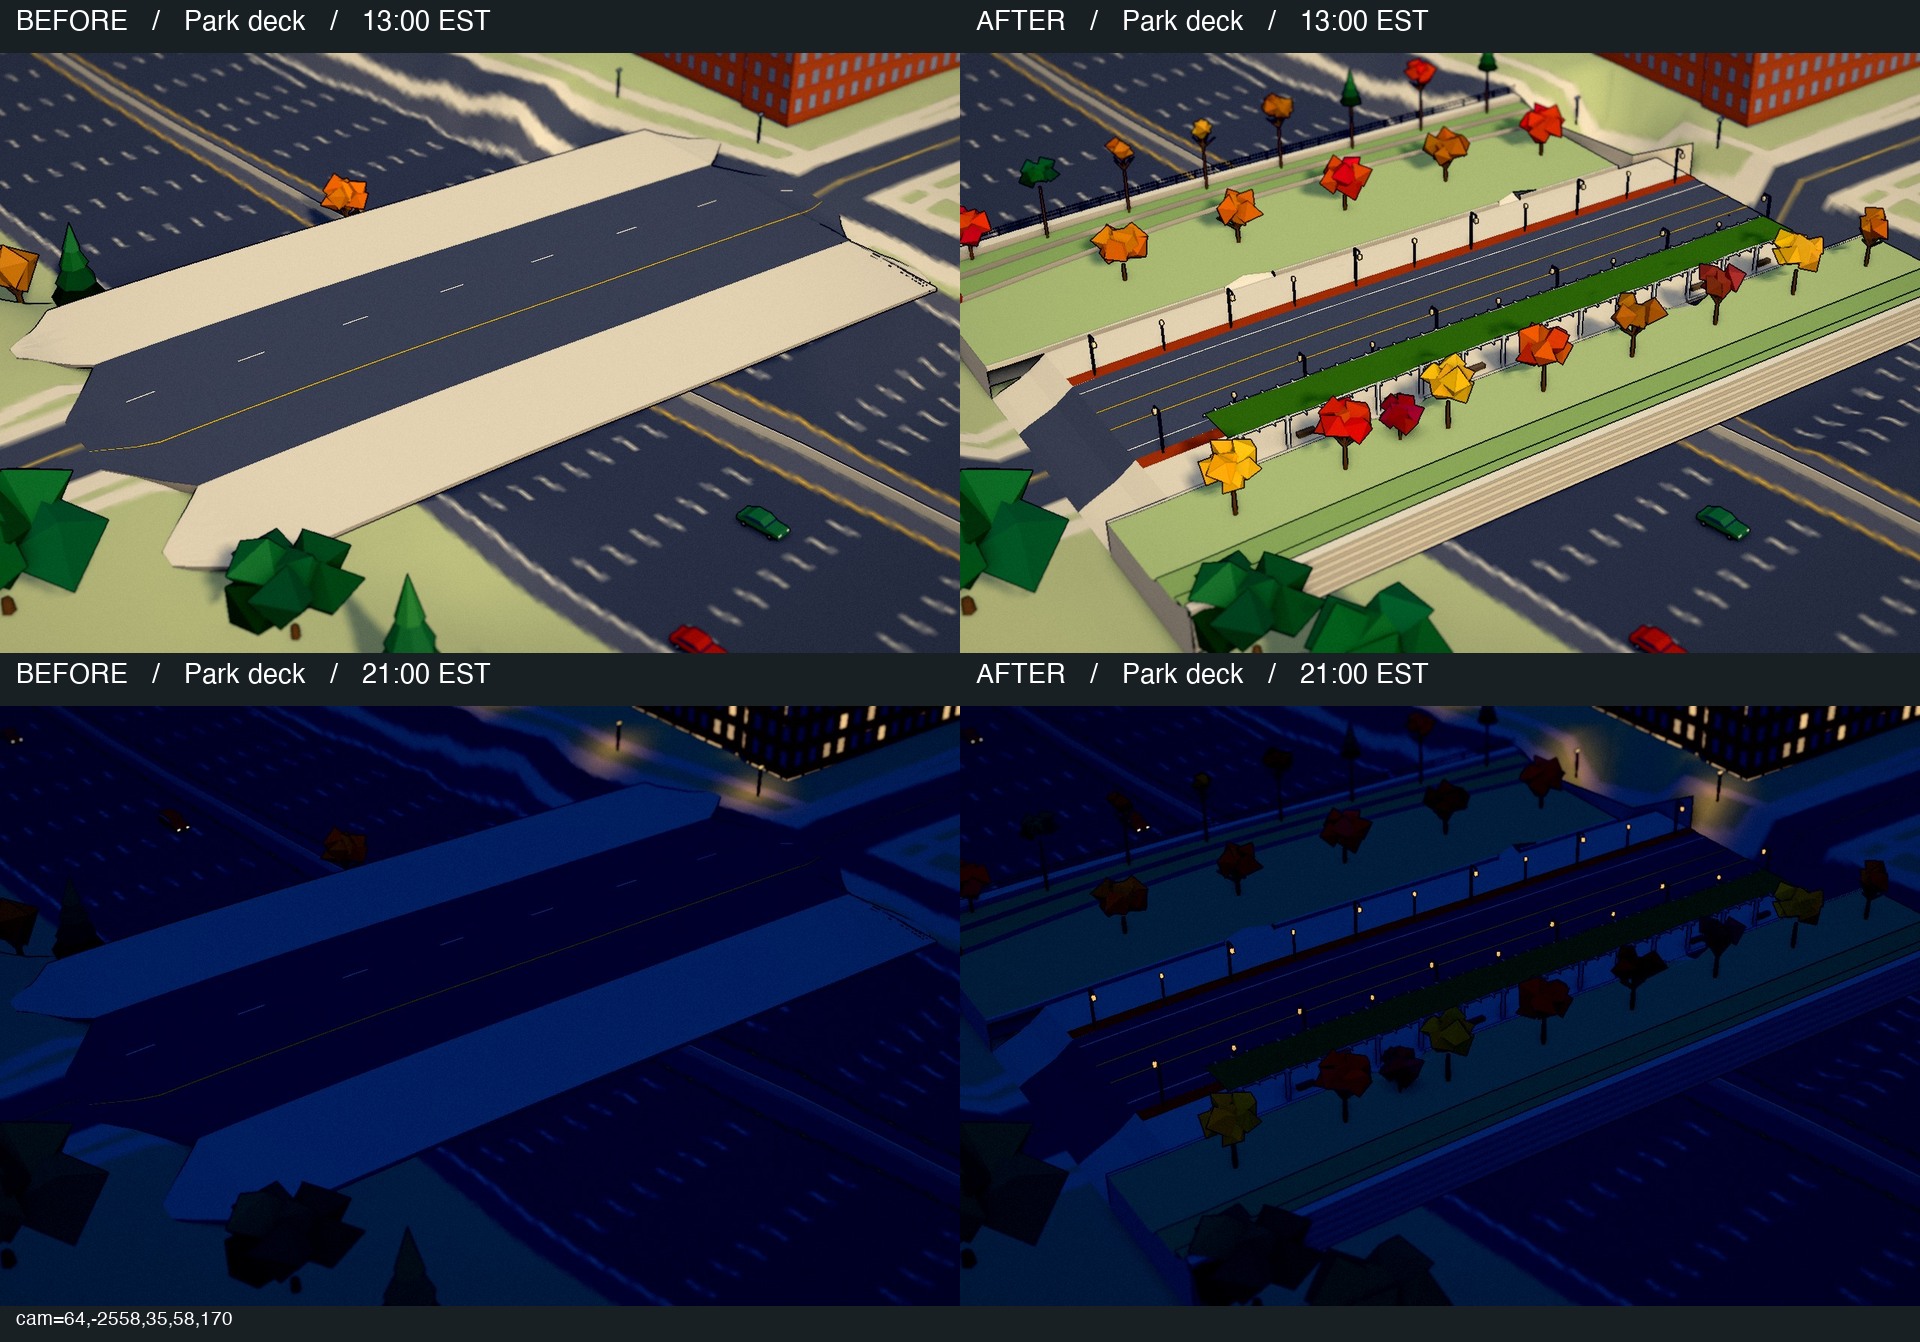 BEFORE / Park deck / 13:00 EST
AFTER / Park deck / 13:00 EST
BEFORE / Park deck / 21:00 EST
AFTER / Park deck / 21:00 EST
cam=64,-2558,35,58,170